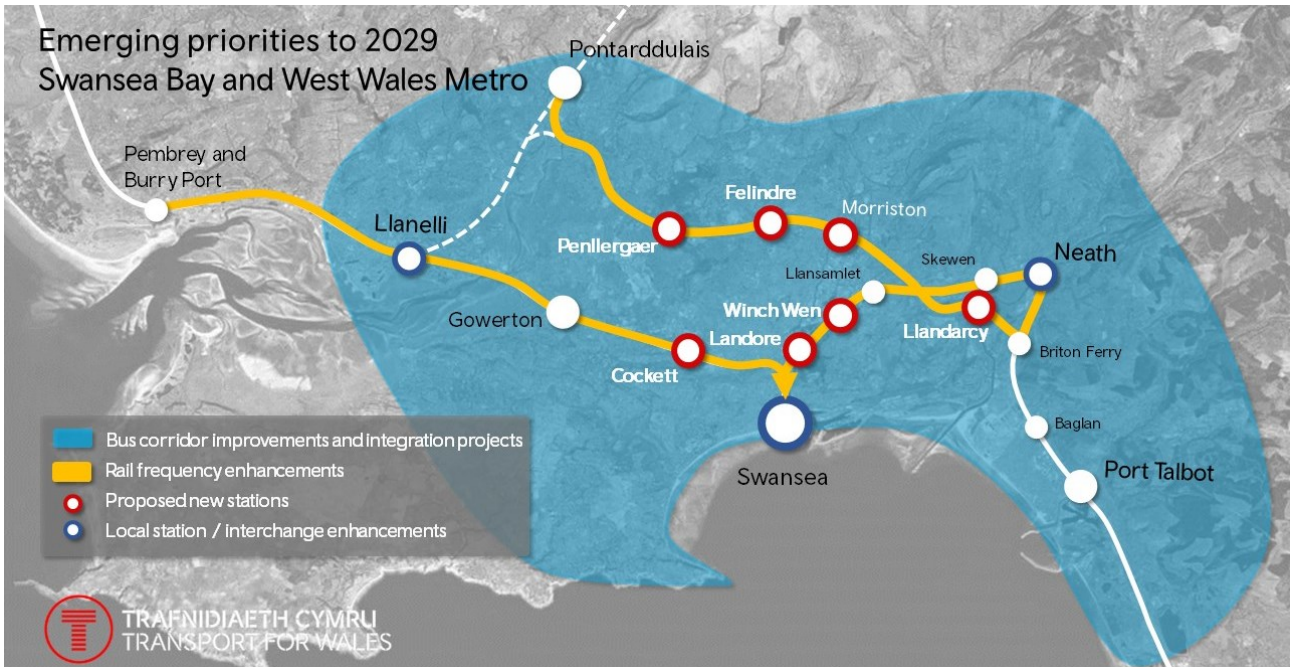 Emerging priorities to 2029
Swansea Bay and West Wales Metro
Pontarddulais
Pembrey and
Burry Port
Llanelli
Felindre
Morriston
Penllergaer
Skewen
Neath
Llansamlet
Gowerton
Winch Wen
Landore
Llandarcy
Briton Ferry
Cockett
Baglan
Swansea
Port Talbot
Bus corridor improvements and integration projects
Rail frequency enhancements
Proposed new stations
Local station / interchange enhancements
TRAFNIDIAETH CYMRU
TRANSPORT FOR WALES